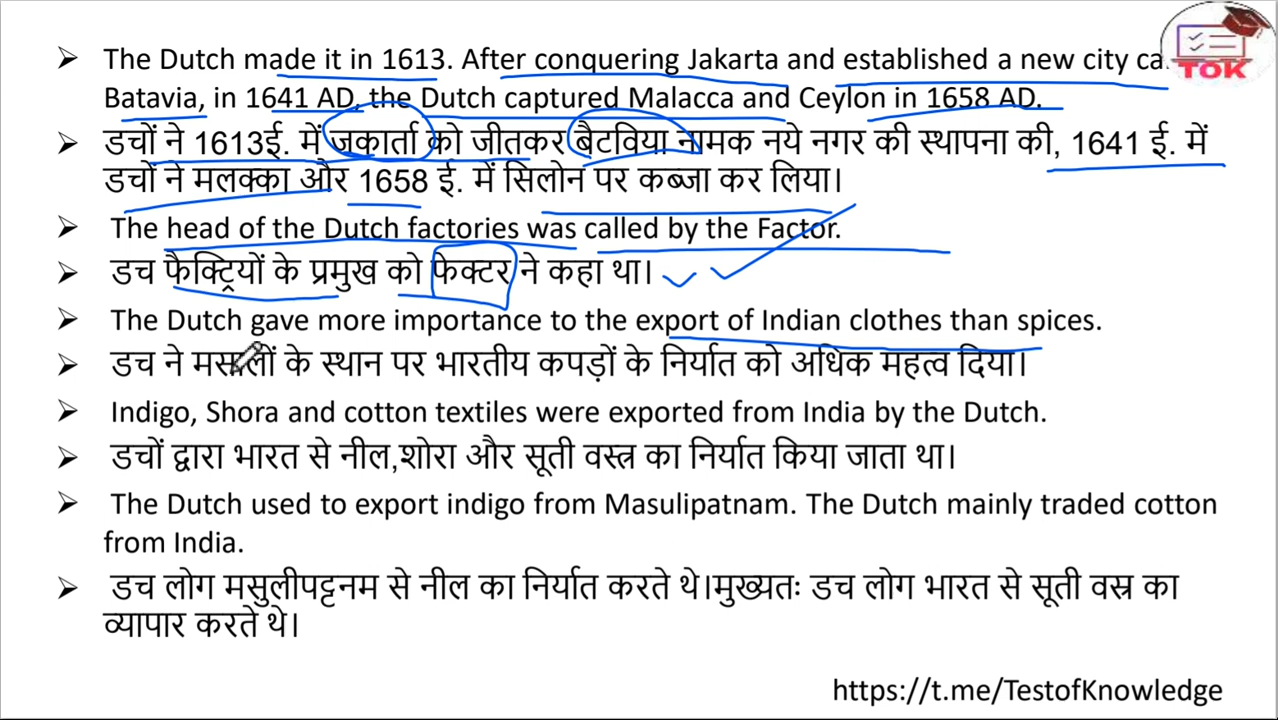 The Dutch made it in 1613. After conquering Jakarta and established a new city
Batavia, in 1641 AD, the Dutch captured Malacca and Ceylon in 1658 AD.
डचों ने 1613ई. में जकार्ता को जीतकर बैटविया नामक नये नगर की स्थापना की, 1641 ई. में
डचों ने मलक्का और 1658 ई. में सिलोन पर कब्जा कर लिया।
The head of the Dutch factories was called by the Factor.
डच फैक्ट्रियों के प्रमुख को फेक्टर ने कहा था।
The Dutch gave more importance to the export of Indian clothes than spices.
डच ने मसालों के स्थान पर भारतीय कपड़ों के निर्यात को अधिक महत्व दिया।
Indigo, Shora and cotton textiles were exported from India by the Dutch.
डचों द्वारा भारत से नील,शोरा और सूती वस्त्र का निर्यात किया जाता था।
The Dutch used to export indigo from Masulipatnam. The Dutch mainly traded cotton
from India.
डच लोग मसुलीपट्टनम से नील का निर्यात करते थे।मुख्यतः डच लोग भारत से सूती वस्त्र का
व्यापार करते थे।
https://t.me/TestofKnowledge
TOK